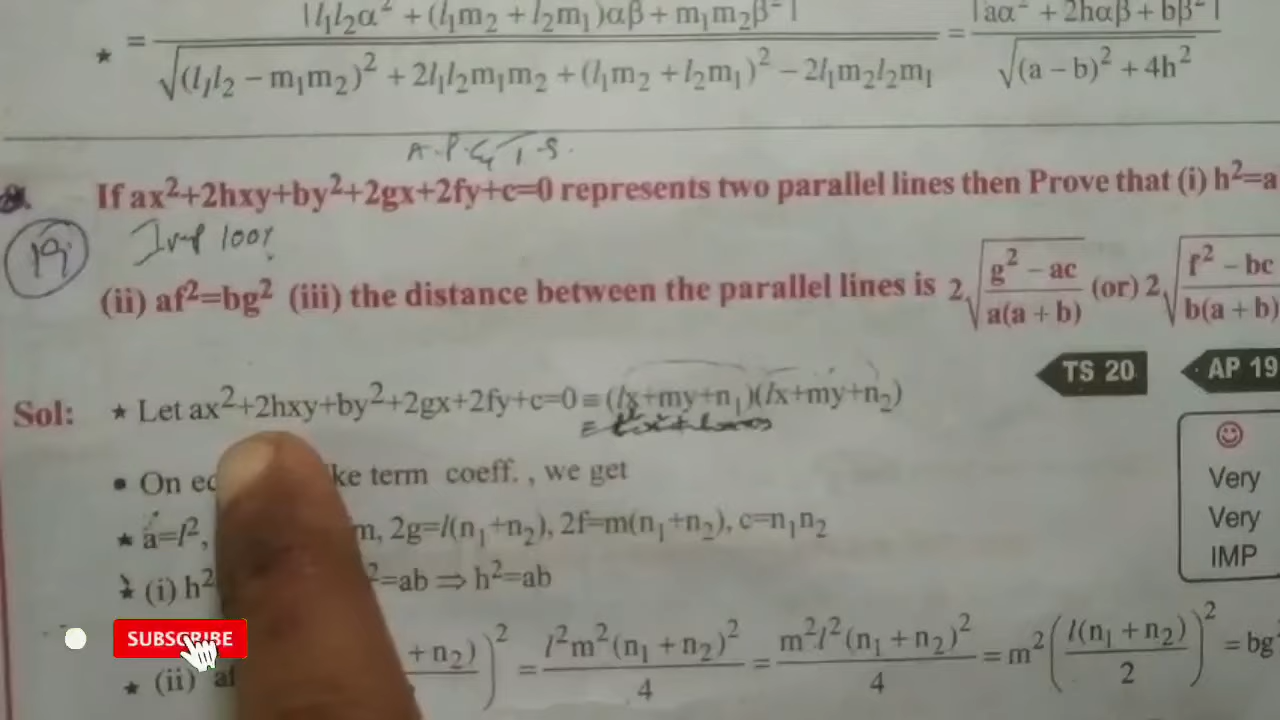 |l₁l₂α² + (l₁m₂ + l₂m₁)αβ + m₁m₂β²| / √((l₁l₂ − m₁m₂)² + 2l₁l₂m₁m₂ + (l₁m₂ + l₂m₁)² − 2l₁m₂l₂m₁) = |aα² + 2hαβ + bβ²| / √((a − b)² + 4h²)
A.P & T.S.
If ax²+2hxy+by²+2gx+2fy+c=0 represents two parallel lines then Prove that (i) h²=a
19 Imp 100%
(ii) af²=bg² (iii) the distance between the parallel lines is 2√((g² − ac)/(a(a + b))) (or) 2√((f² − bc)/(b(a + b)))
TS 20 AP 19
Sol: ★ Let ax²+2hxy+by²+2gx+2fy+c=0 ≡ (lx+my+n₁)(lx+my+n₂)
• On ke term coeff. , we get
★ a=l², m, 2g=l(n₁+n₂), 2f=m(n₁+n₂), c=n₁n₂
★ (i) h² ²=ab ⇒ h²=ab
★ (ii) af + n₂) )² = l²m²(n₁ + n₂)²/4 = m²l²(n₁ + n₂)²/4 = m²(l(n₁ + n₂)/2)² = bg
Very
Very
IMP
SUBSCRIBE